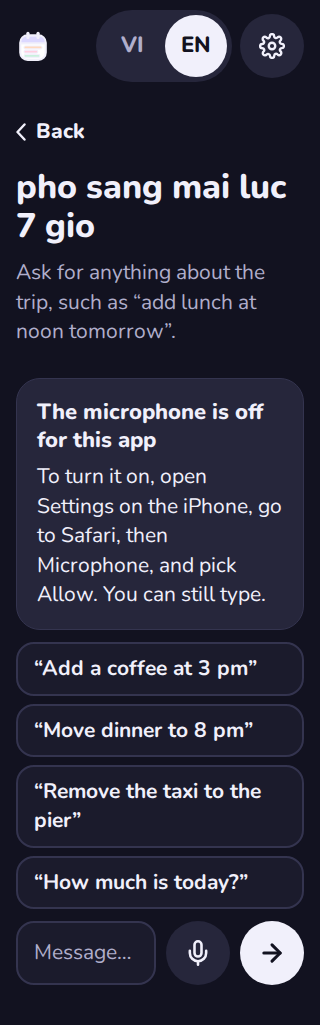 VI EN
Back
pho sang mai luc
7 gio
Ask for anything about the
trip, such as “add lunch at
noon tomorrow”.
The microphone is off
for this app
To turn it on, open
Settings on the iPhone, go
to Safari, then
Microphone, and pick
Allow. You can still type.
“Add a coffee at 3 pm”
“Move dinner to 8 pm”
“Remove the taxi to the
pier”
“How much is today?”
Message...